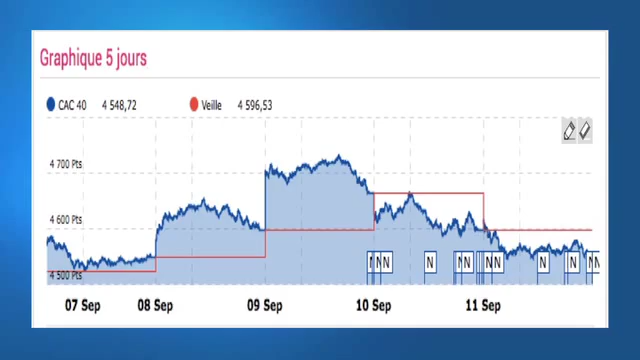 Graphique 5 jours
CAC 40 4 548,72 Veille 4 596,53
4 700 Pts
4 600 Pts
4 500 Pts
N N N N N N N N N N N N
07 Sep 08 Sep 09 Sep 10 Sep 11 Sep